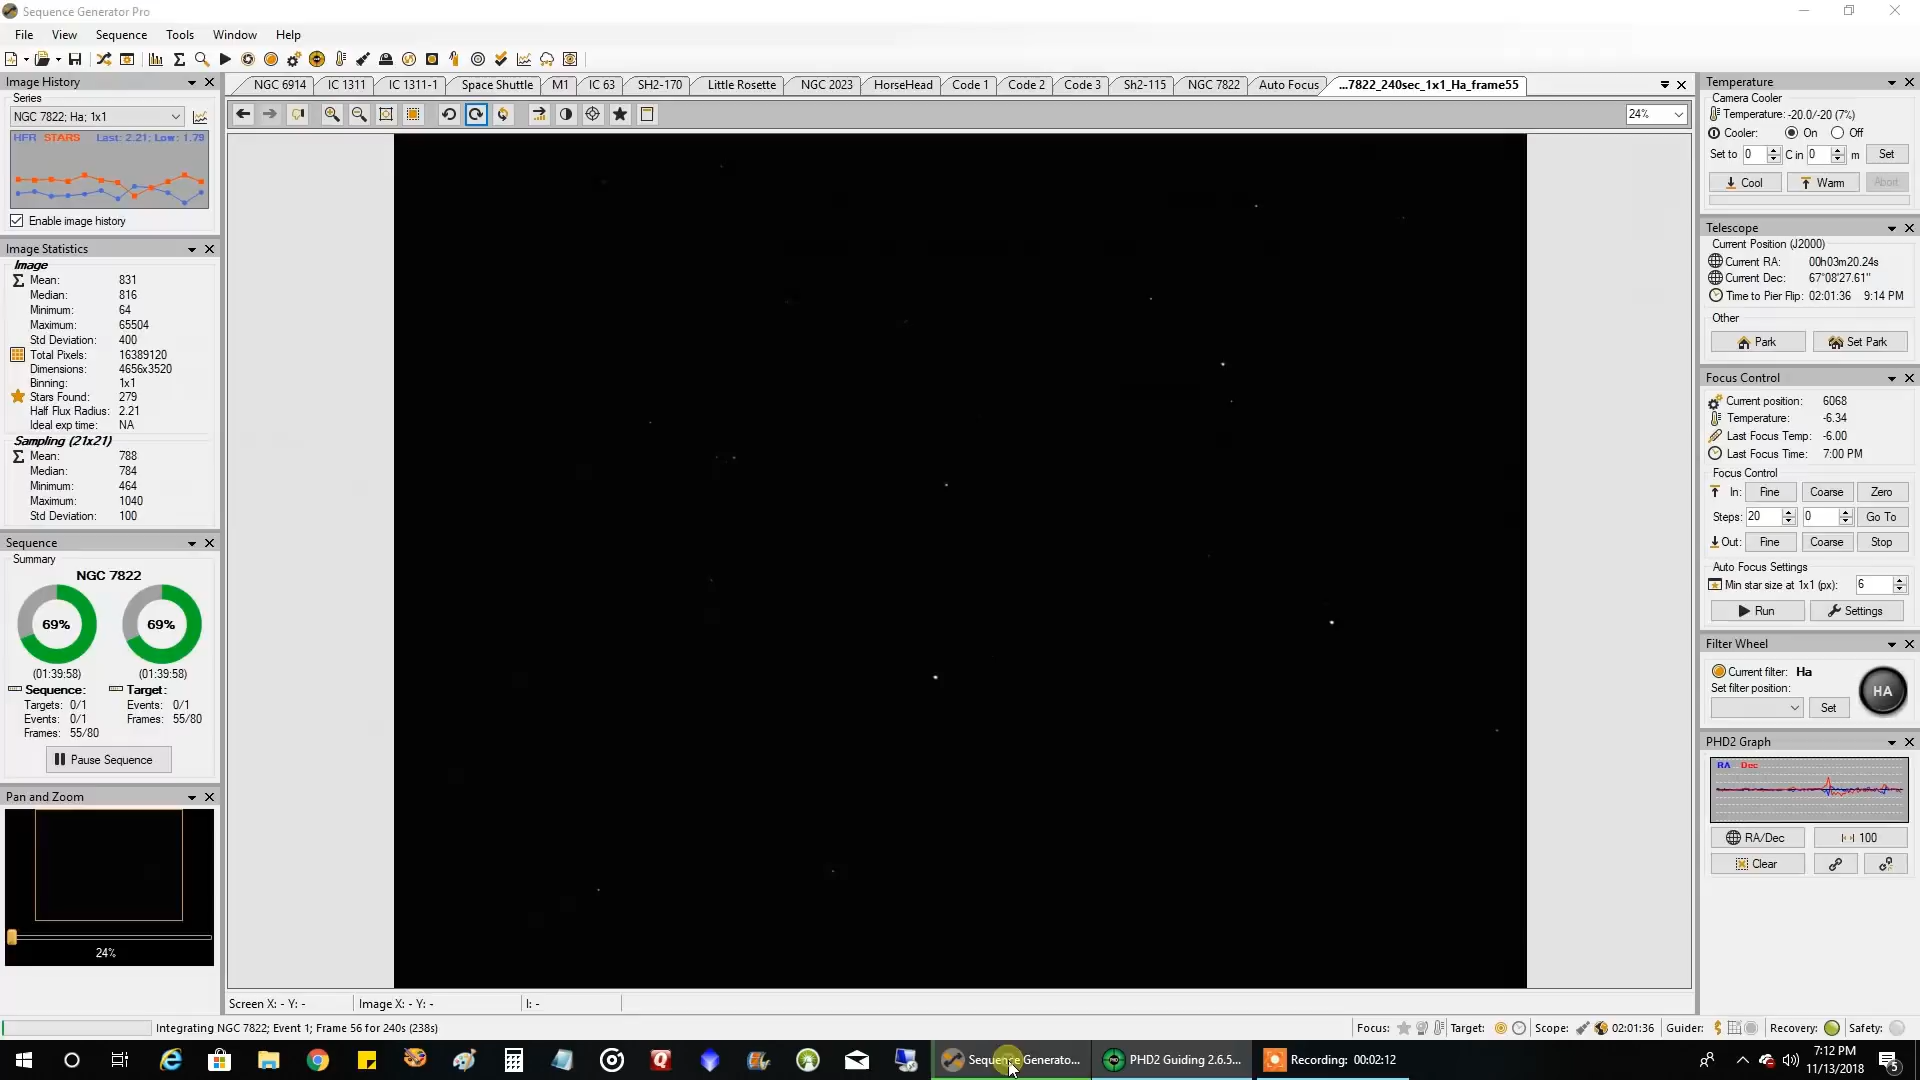 Sequence Generator Pro
File View Sequence Tools Window Help
Image History
Series
NGC 7822; Ha; 1x1
HFR STARS Last: 2.21; Low: 1.79
Enable image history
Image Statistics
Image
Mean: 831
Median: 816
Minimum: 64
Maximum: 65504
Std Deviation: 400
Total Pixels: 16389120
Dimensions: 4656x3520
Binning: 1x1
Stars Found: 279
Half Flux Radius: 2.21
Ideal exp time: NA
Sampling (21x21)
Mean: 788
Median: 784
Minimum: 464
Maximum: 1040
Std Deviation: 100
Sequence
Summary
NGC 7822
69% 69%
(01:39:58) (01:39:58)
Sequence: Target:
Targets: 0/1 Events: 0/1
Events: 0/1 Frames: 55/80
Frames: 55/80
Pause Sequence
Pan and Zoom
24%
NGC 6914 IC 1311 IC 1311-1 Space Shuttle M1 IC 63 SH2-170 Little Rosette NGC 2023 HorseHead Code 1 Code 2 Code 3 Sh2-115 NGC 7822 Auto Focus ...7822_240sec_1x1_Ha_frame55
24%
Screen X: - Y: - Image X: - Y: - I: -
Temperature
Camera Cooler
Temperature: -20.0/-20 (7%)
Cooler: On Off
Set to 0 C in 0 m Set
Cool Warm Abort
Telescope
Current Position (J2000)
Current RA: 00h03m20.24s
Current Dec: 67°08'27.61"
Time to Pier Flip: 02:01:36 9:14 PM
Other
Park Set Park
Focus Control
Current position: 6068
Temperature: -6.34
Last Focus Temp: -6.00
Last Focus Time: 7:00 PM
Focus Control
In: Fine Coarse Zero
Steps: 20 0 Go To
Out: Fine Coarse Stop
Auto Focus Settings
Min star size at 1x1 (px): 6
Run Settings
Filter Wheel
Current filter: Ha
Set filter position:
Set
HA
PHD2 Graph
RA Dec
RA/Dec 100
Clear
Integrating NGC 7822; Event 1; Frame 56 for 240s (238s)
Focus: Target: Scope: 02:01:36 Guider: Recovery: Safety:
Sequence Generato... PHD2 Guiding 2.6.5... Recording: 00:02:12
7:12 PM
11/13/2018
5